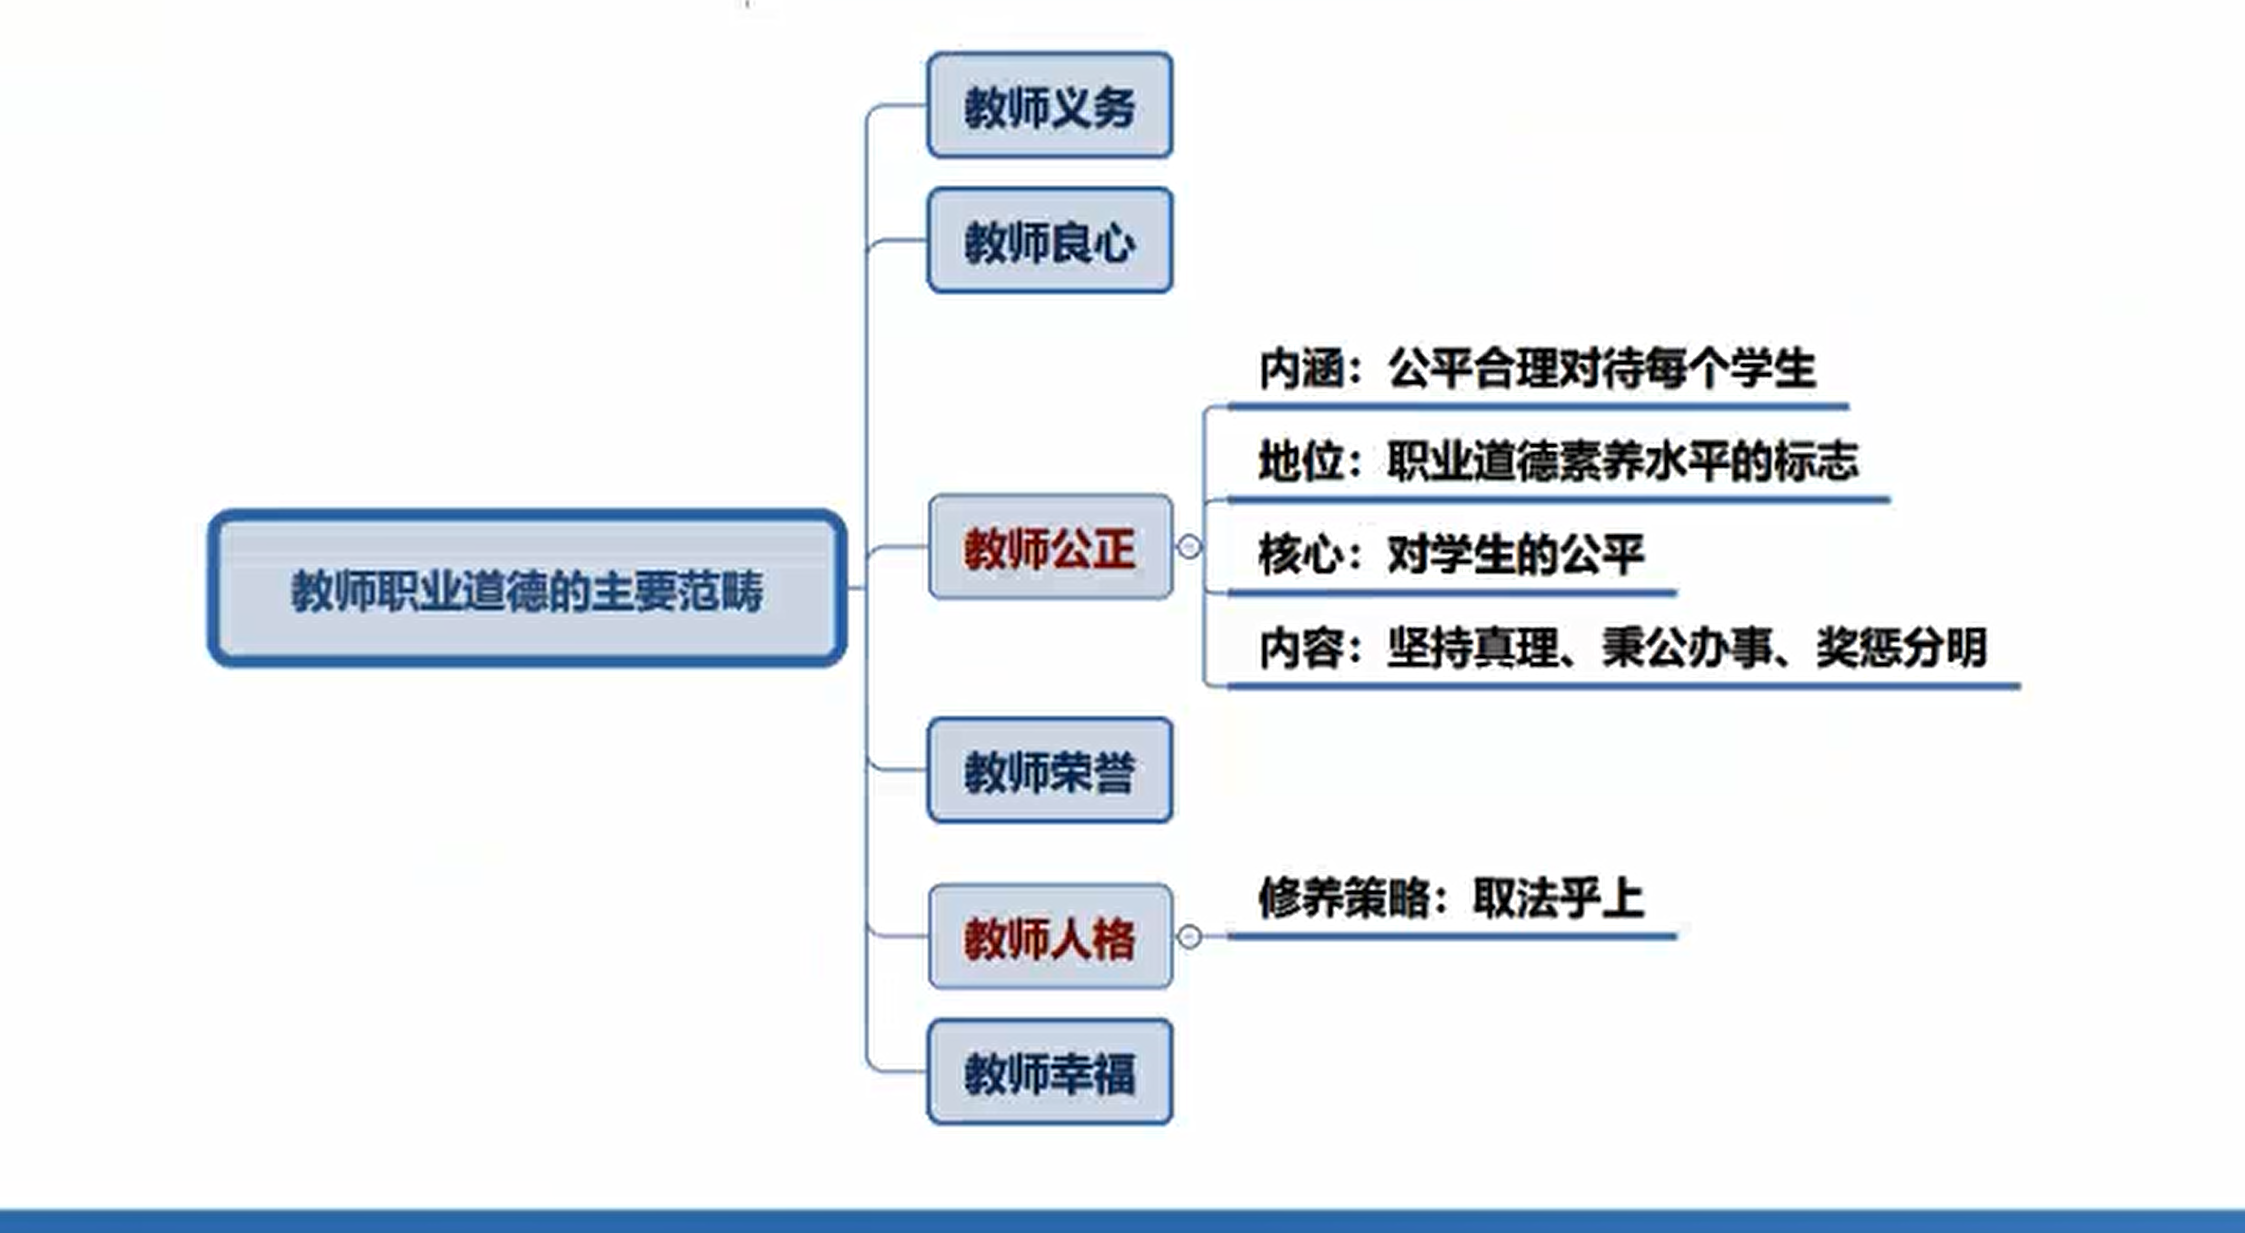 教师义务
教师良心
内涵：公平合理对待每个学生
地位：职业道德素养水平的标志
教师公正
核心：对学生的公平
教师职业道德的主要范畴
内容：坚持真理、秉公办事、奖惩分明
教师荣誉
修养策略：取法乎上
教师人格
教师幸福